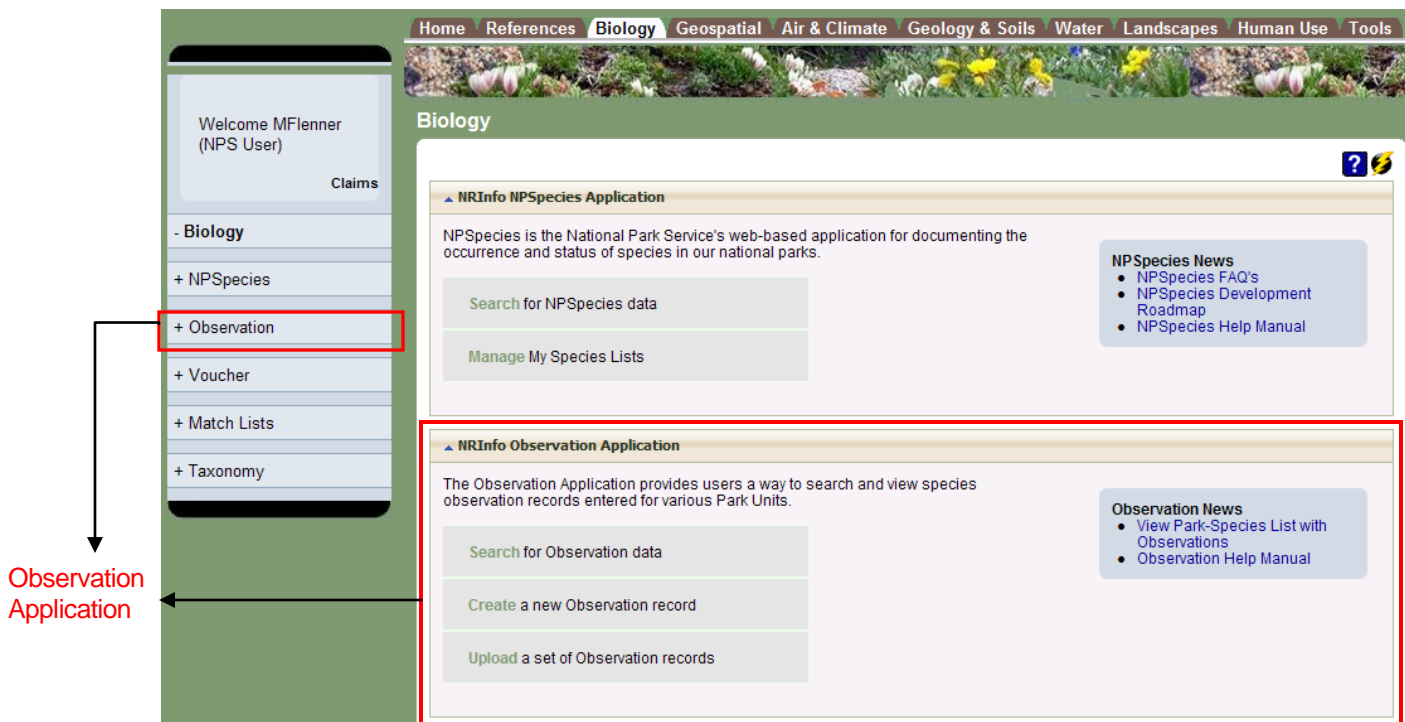 Home References Biology Geospatial Air & Climate Geology & Soils Water Landscapes Human Use Tools
Welcome MFlenner
(NPS User)
Claims
- Biology
+ NPSpecies
+ Observation
+ Voucher
+ Match Lists
+ Taxonomy
Observation
Application
Biology
?
NRInfo NPSpecies Application
NPSpecies is the National Park Service's web-based application for documenting the
occurrence and status of species in our national parks.
Search for NPSpecies data
Manage My Species Lists
NPSpecies News
• NPSpecies FAQ's
• NPSpecies Development
Roadmap
• NPSpecies Help Manual
NRInfo Observation Application
The Observation Application provides users a way to search and view species
observation records entered for various Park Units.
Search for Observation data
Create a new Observation record
Upload a set of Observation records
Observation News
• View Park-Species List with
Observations
• Observation Help Manual